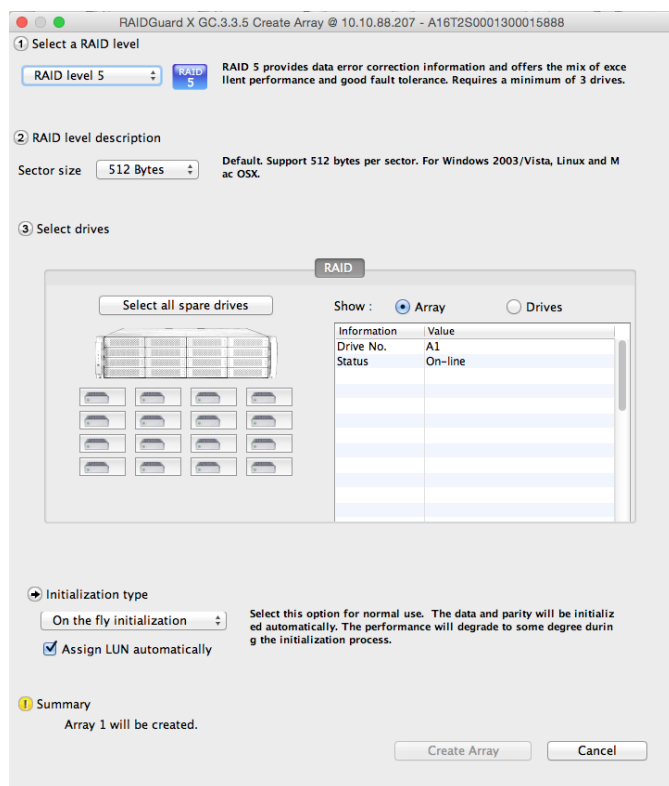 RAIDGuard X GC.3.3.5 Create Array @ 10.10.88.207 - A16T2S0001300015888
1 Select a RAID level
RAID level 5
RAID
5
RAID 5 provides data error correction information and offers the mix of exce
llent performance and good fault tolerance. Requires a minimum of 3 drives.
2 RAID level description
Sector size 512 Bytes
Default. Support 512 bytes per sector. For Windows 2003/Vista, Linux and M
ac OSX.
3 Select drives
RAID
Select all spare drives
Show : Array Drives
Information Value
Drive No. A1
Status On-line
Initialization type
On the fly initialization
Assign LUN automatically
Select this option for normal use. The data and parity will be initializ
ed automatically. The performance will degrade to some degree durin
g the initialization process.
! Summary
Array 1 will be created.
Create Array Cancel